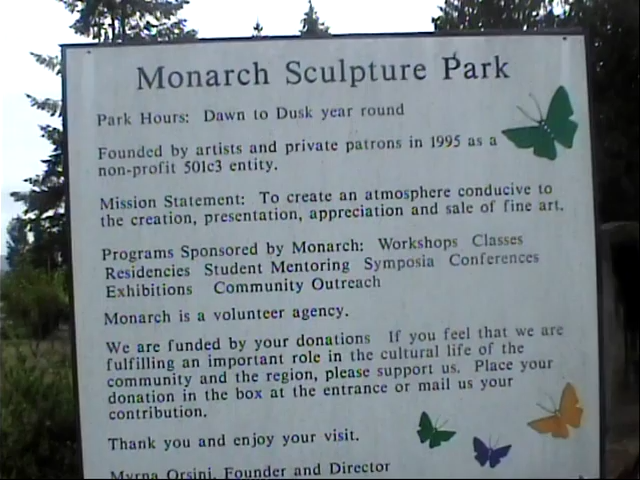 Monarch Sculpture Park
Park Hours: Dawn to Dusk year round
Founded by artists and private patrons in 1995 as a
non-profit 501c3 entity.
Mission Statement: To create an atmosphere conducive to
the creation, presentation, appreciation and sale of fine art.
Programs Sponsored by Monarch: Workshops Classes
Residencies Student Mentoring Symposia Conferences
Exhibitions Community Outreach
Monarch is a volunteer agency.
We are funded by your donations If you feel that we are
fulfilling an important role in the cultural life of the
community and the region, please support us. Place your
donation in the box at the entrance or mail us your
contribution.
Thank you and enjoy your visit.
Myrna Orsini, Founder and Director